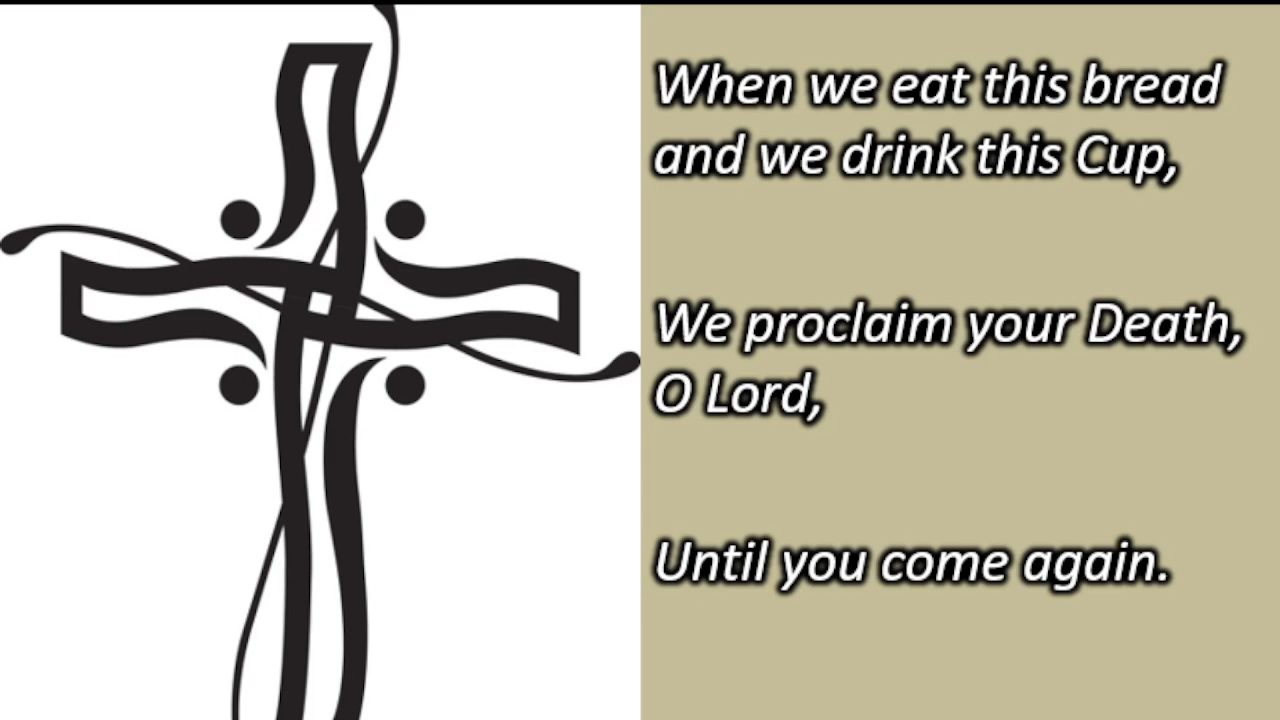 When we eat this bread
and we drink this Cup,
We proclaim your Death,
O Lord,
Until you come again.